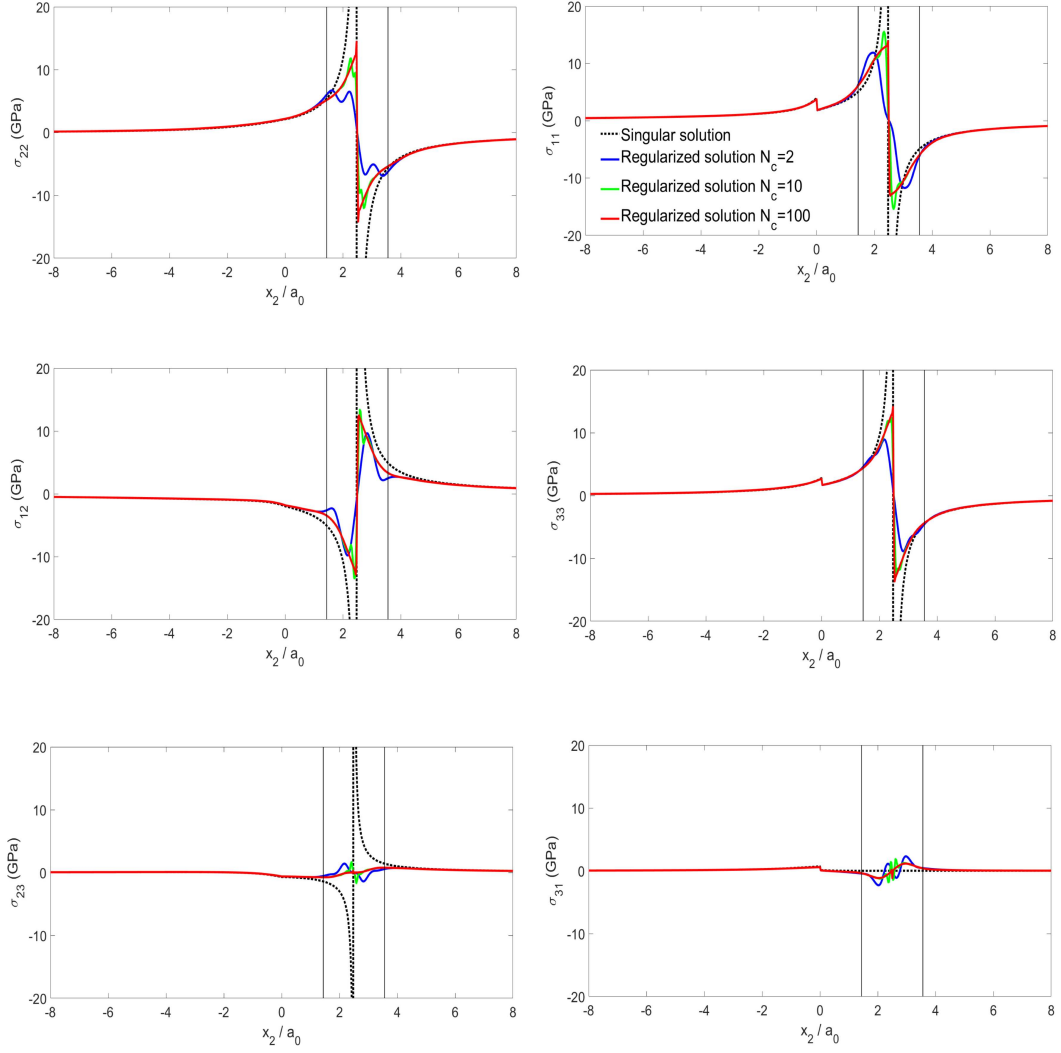 20
10
0
-10
-20
σ22 (GPa)
-8 -6 -4 -2 0 2 4 6 8
x2 / a0
20
10
0
-10
-20
σ11 (GPa)
Singular solution
Regularized solution Nc=2
Regularized solution Nc=10
Regularized solution Nc=100
-8 -6 -4 -2 0 2 4 6 8
x2 / a0
20
10
0
-10
-20
σ12 (GPa)
-8 -6 -4 -2 0 2 4 6 8
x2 / a0
20
10
0
-10
-20
σ33 (GPa)
-8 -6 -4 -2 0 2 4 6 8
x2 / a0
20
10
0
-10
-20
σ23 (GPa)
-8 -6 -4 -2 0 2 4 6 8
x2 / a0
20
10
0
-10
-20
σ31 (GPa)
-8 -6 -4 -2 0 2 4 6 8
x2 / a0